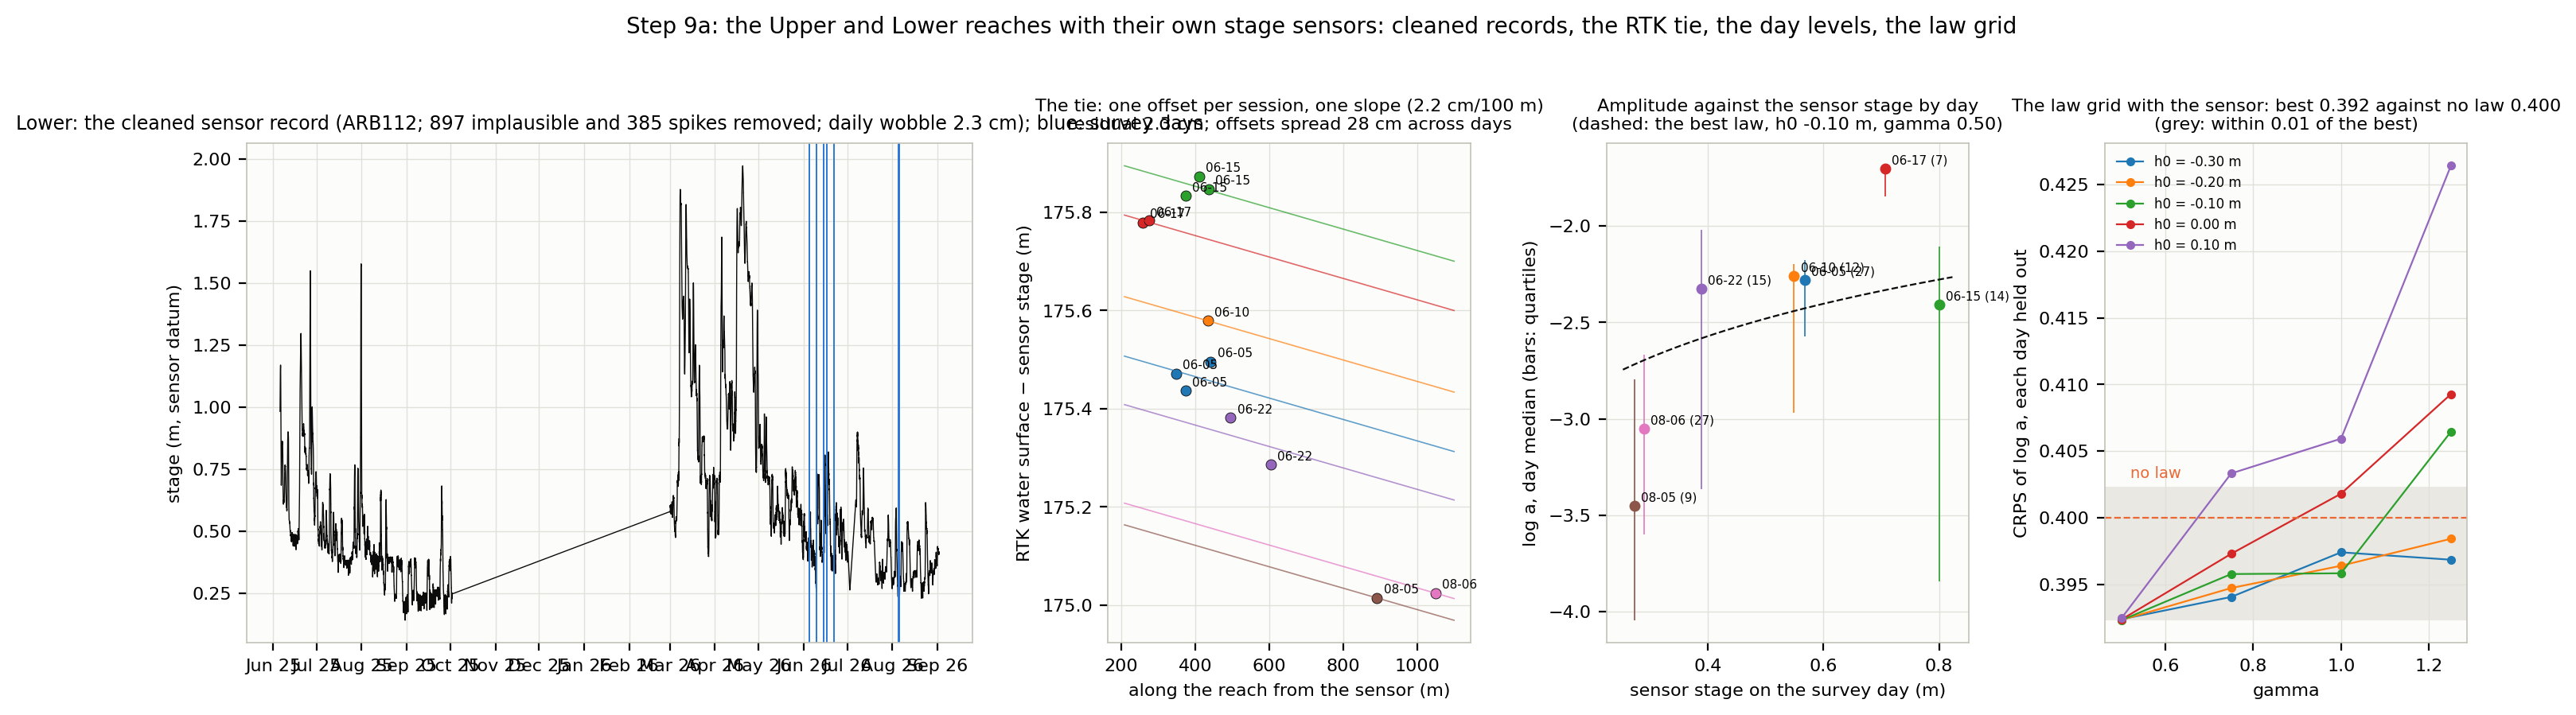 Step 9a: the Upper and Lower reaches with their own stage sensors: cleaned records, the RTK tie, the day levels, the law grid
Lower: the cleaned sensor record (ARB112; 897 implausible and 385 spikes removed; daily wobble 2.3 cm); blue: survey days
stage (m, sensor datum)
2.00
1.75
1.50
1.25
1.00
0.75
0.50
0.25
Jun 25
Jul 25
Aug 25
Sep 25
Oct 25
Nov 25
Dec 25
Jan 26
Feb 26
Mar 26
Apr 26
May 26
Jun 26
Jul 26
Aug 26
Sep 26
The tie: one offset per session, one slope (2.2 cm/100 m)
residual 2.3 cm; offsets spread 28 cm across days
RTK water surface − sensor stage (m)
175.8
175.6
175.4
175.2
175.0
06-15
06-15
06-15
06-17
06-17
06-10
06-05
06-05
06-05
06-22
06-22
08-05
08-06
200
400
600
800
1000
along the reach from the sensor (m)
Amplitude against the sensor stage by day
(dashed: the best law, h0 -0.10 m, gamma 0.50)
log a, day median (bars: quartiles)
−2.0
−2.5
−3.0
−3.5
−4.0
06-17 (7)
06-10 (12)
06-05 (27)
06-22 (15)
06-15 (14)
08-06 (27)
08-05 (9)
0.4
0.6
0.8
sensor stage on the survey day (m)
The law grid with the sensor: best 0.392 against no law 0.400
(grey: within 0.01 of the best)
CRPS of log a, each day held out
0.425
0.420
0.415
0.410
0.405
0.400
0.395
h0 = -0.30 m
h0 = -0.20 m
h0 = -0.10 m
h0 = 0.00 m
h0 = 0.10 m
no law
0.6
0.8
1.0
1.2
gamma